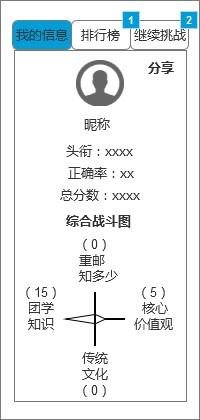 1 2
我的信息 排行榜 继续挑战
分享
昵称
头衔：xxxx
正确率：xx
总分数：xxxx
综合战斗图
（0）
重邮
知多少
（15） （5）
团学 核心
知识 价值观
传统
文化
（0）